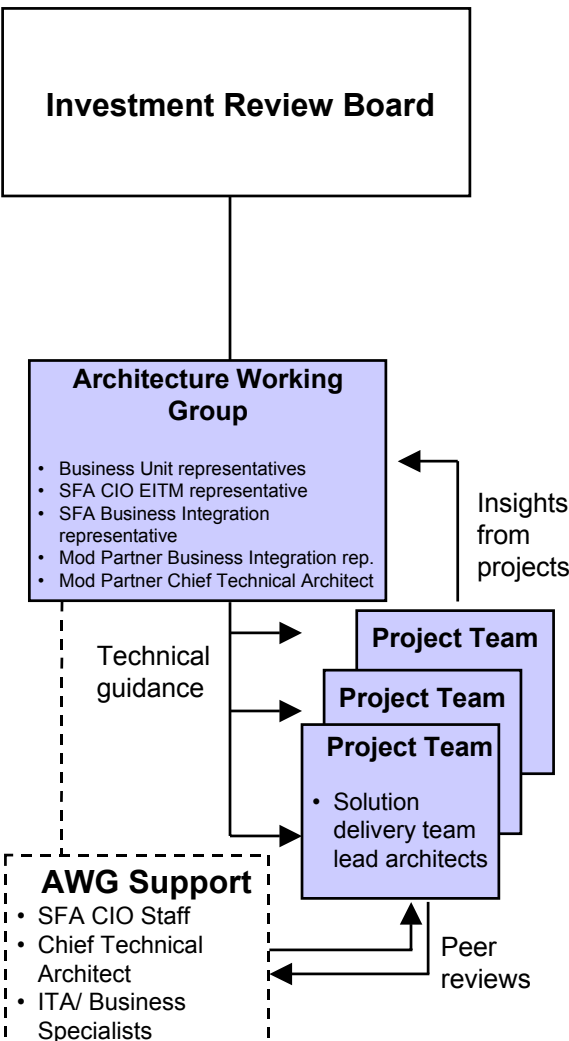 Investment Review Board
Architecture Working
Group
• Business Unit representatives
• SFA CIO EITM representative
• SFA Business Integration
representative
• Mod Partner Business Integration rep.
• Mod Partner Chief Technical Architect
Insights
from
projects
Technical
guidance
Project Team
Project Team
Project Team
• Solution
delivery team
lead architects
AWG Support
• SFA CIO Staff
• Chief Technical
Architect
• ITA/ Business
Specialists
Peer
reviews